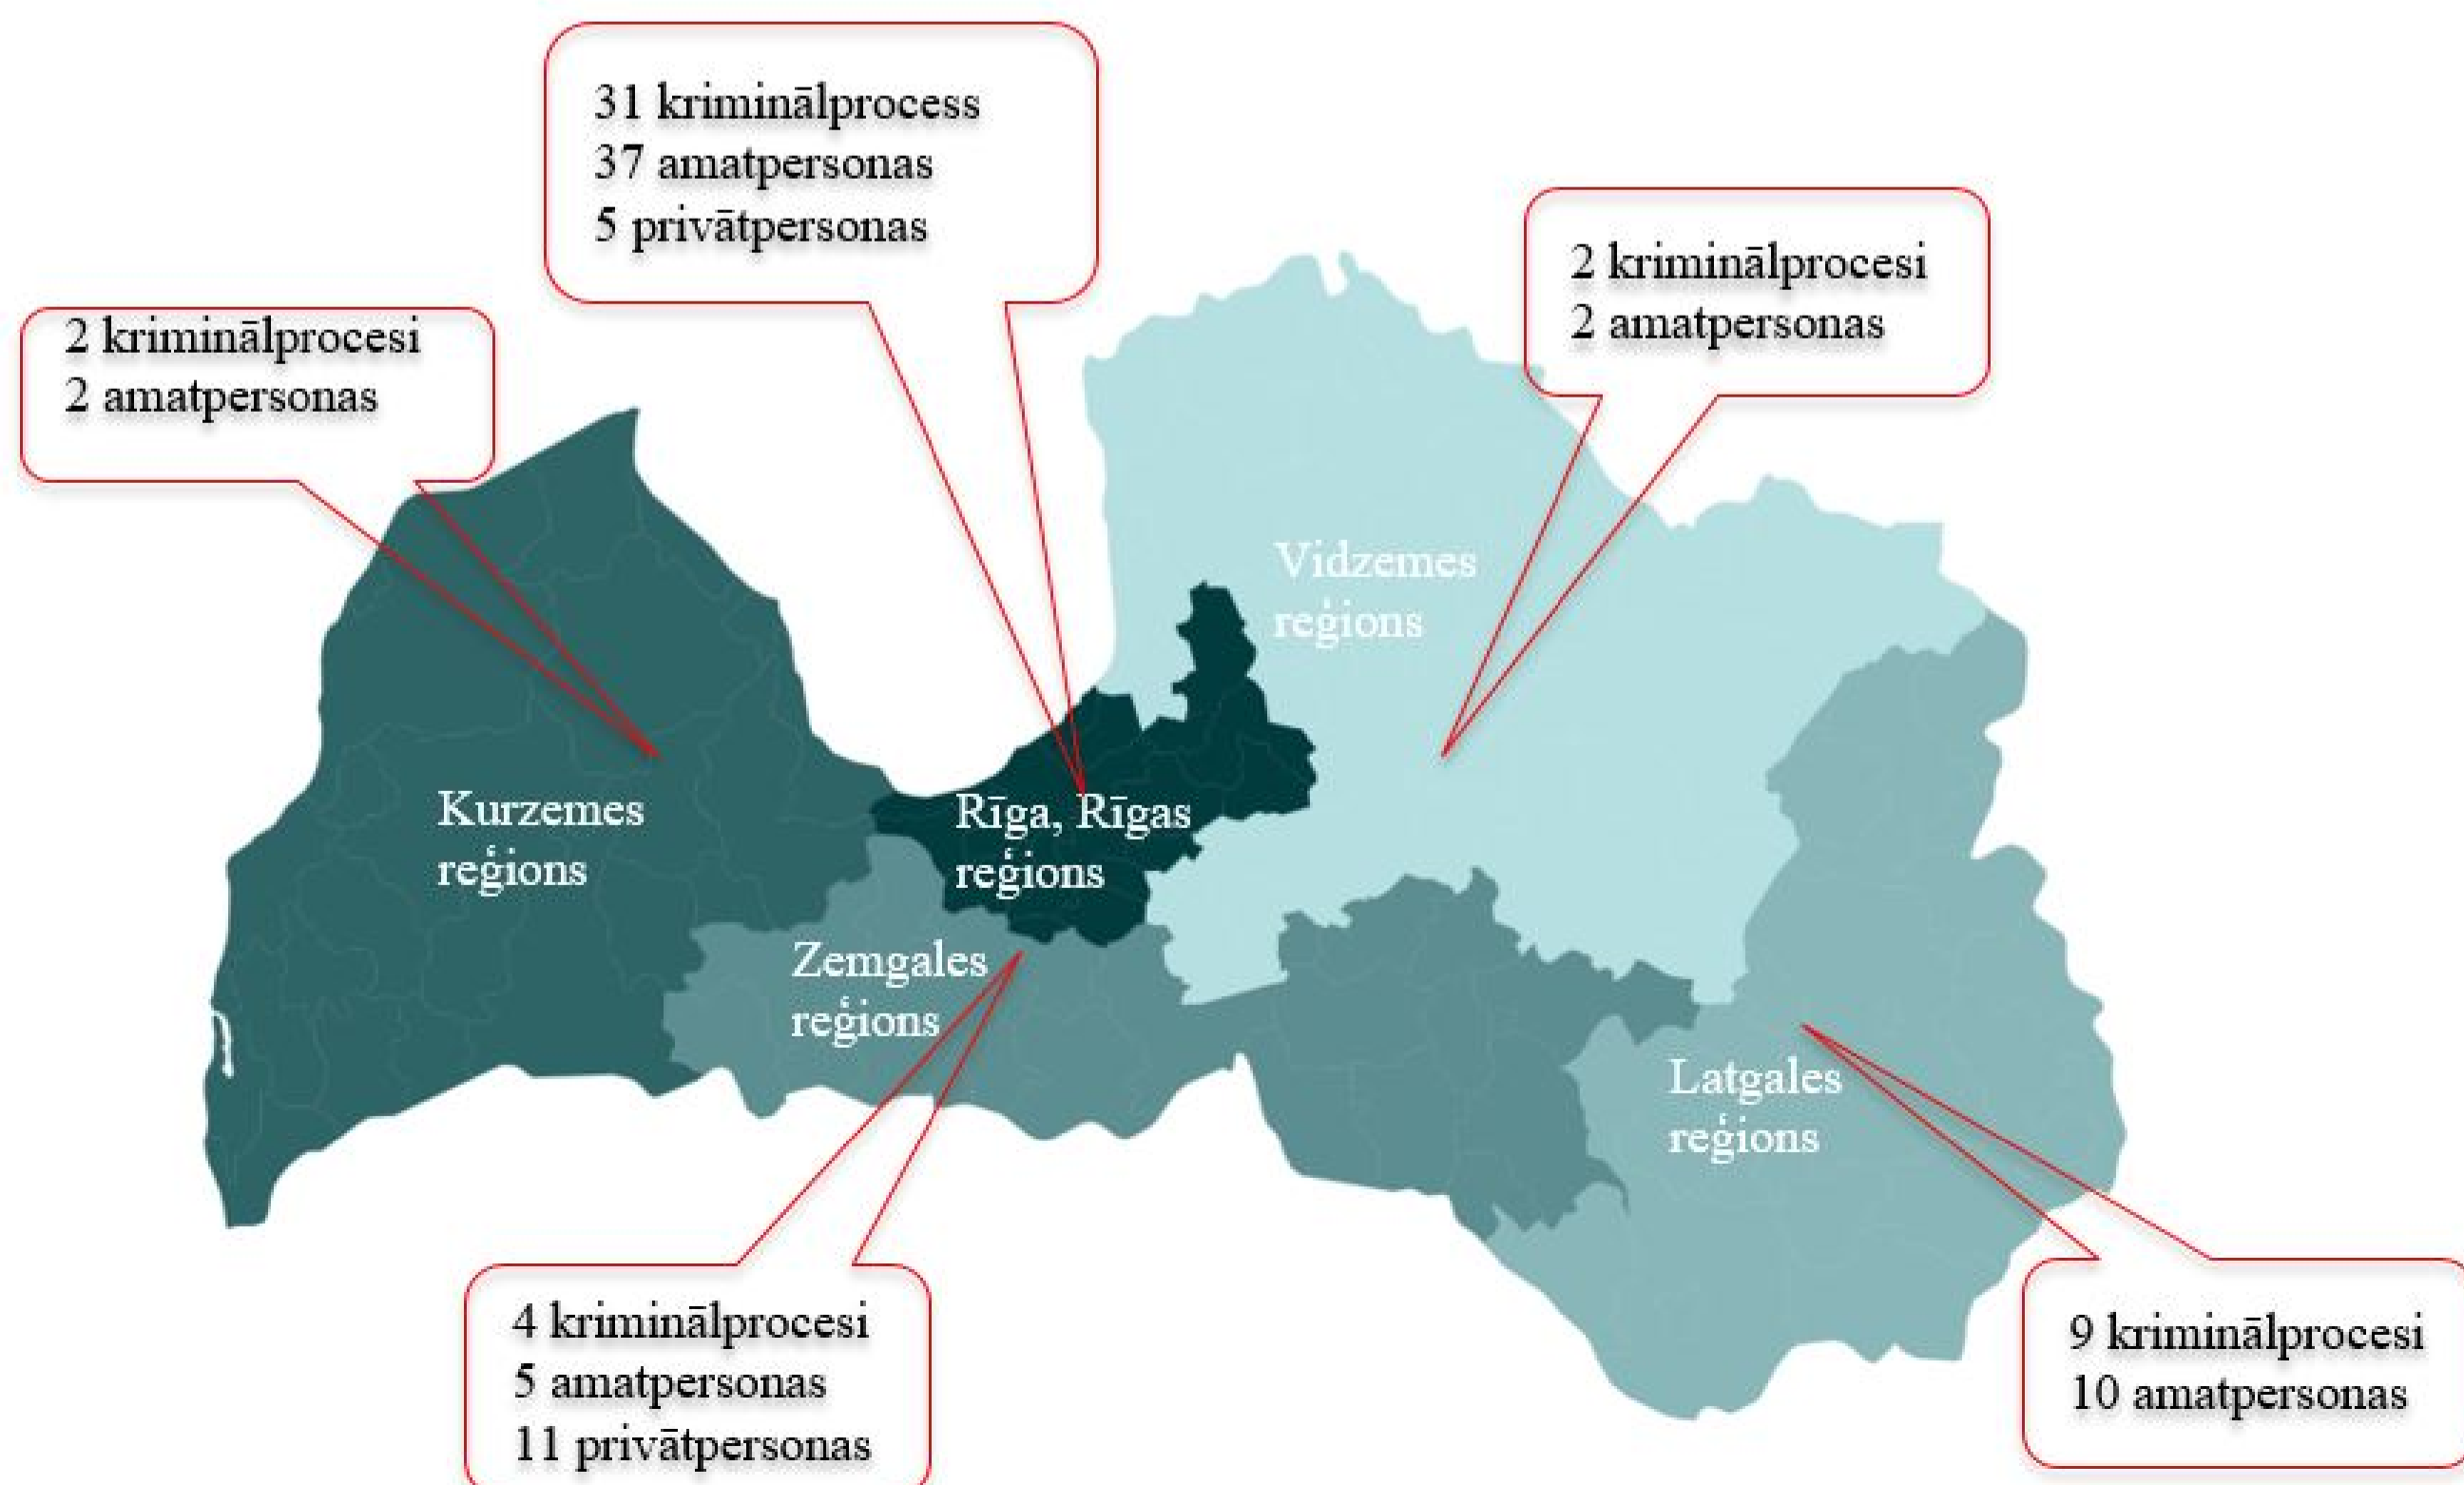 31 kriminālprocess
37 amatpersonas
5 privātpersonas
2 kriminālprocesi
2 amatpersonas
2 kriminālprocesi
2 amatpersonas
Vidzemes
reģions
Kurzemes
reģions
Rīga, Rīgas
reģions
Zemgales
reģions
Latgales
reģions
4 kriminālprocesi
5 amatpersonas
11 privātpersonas
9 kriminālprocesi
10 amatpersonas